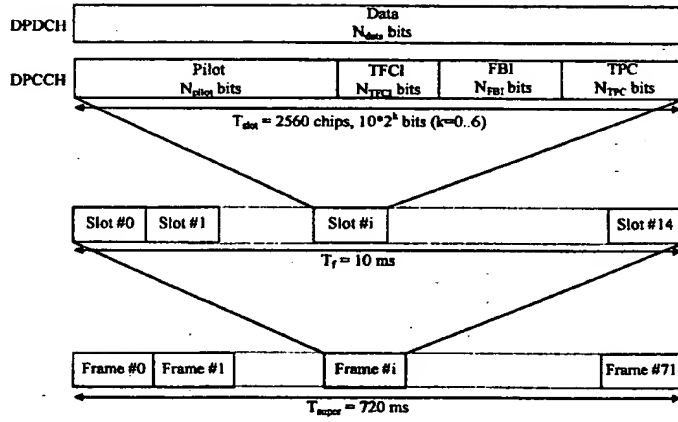 DPDCH
Data
N_data bits
DPCCH
Pilot
N_pilot bits
TFCI
N_TFCI bits
FBI
N_FBI bits
TPC
N_TPC bits
T_slot = 2560 chips, 10*2^k bits (k=0..6)
Slot #0
Slot #1
Slot #i
Slot #14
T_f = 10 ms
Frame #0
Frame #1
Frame #i
Frame #71
T_super = 720 ms